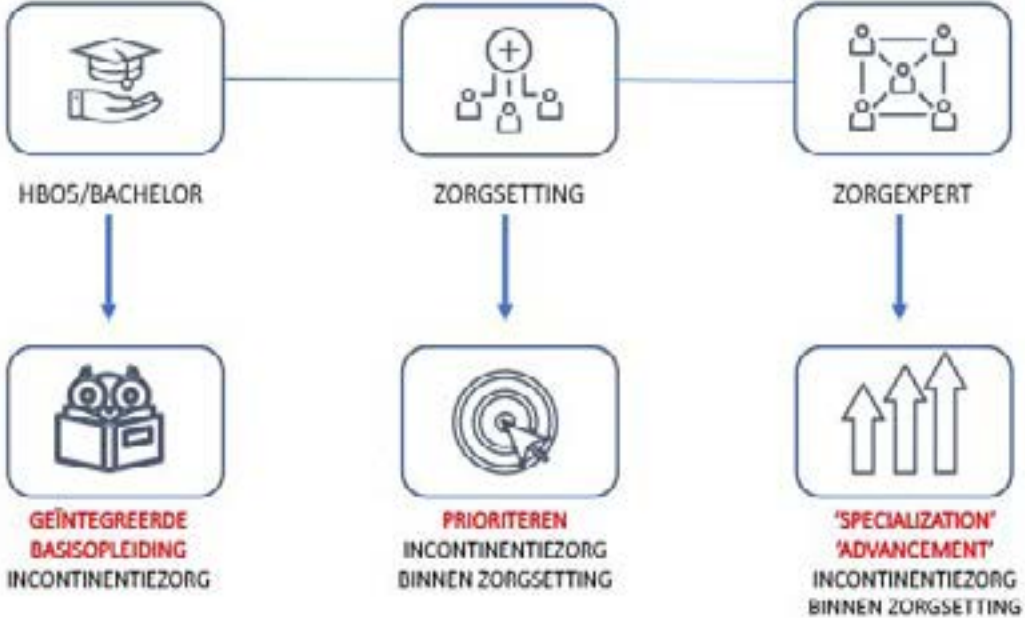 HBO5/BACHELOR
ZORGSETTING
ZORGEXPERT
GEÏNTEGREERDE
BASISOPLEIDING
INCONTINENTIEZORG
PRIORITEREN
INCONTINENTIEZORG
BINNEN ZORGSETTING
'SPECIALIZATION'
'ADVANCEMENT'
INCONTINENTIEZORG
BINNEN ZORGSETTING